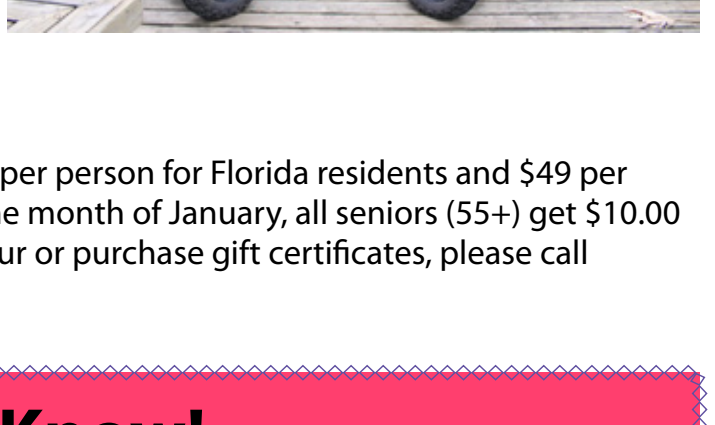 per person for Florida residents and $49 per
month of January, all seniors (55+) get $10.00
or purchase gift certificates, please call
Know!